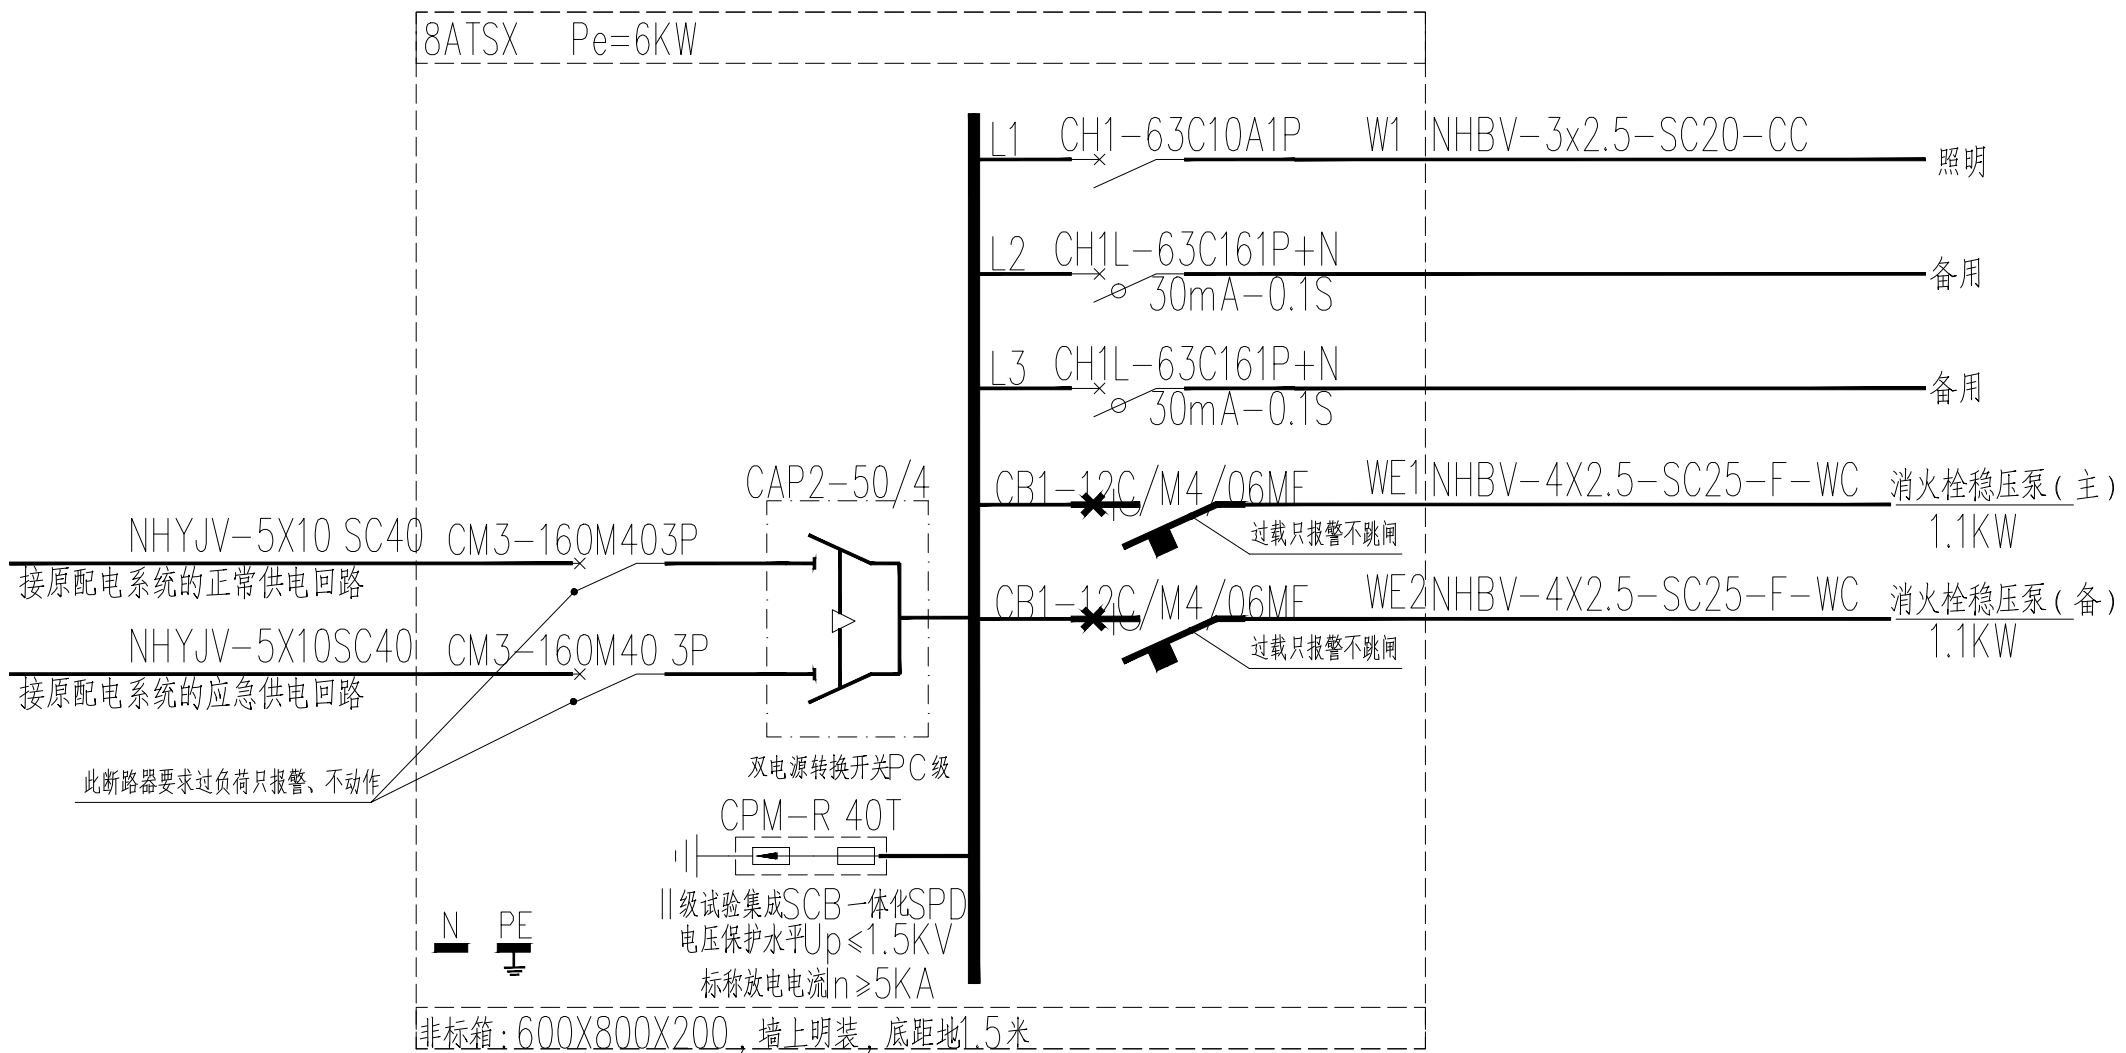 8ATSX Pe=6KW
L1 CH1-63C10A1P W1 NHBV-3x2.5-SC20-CC 照明
L2 CH1L-63C161P+N 备用
30mA-0.1S
L3 CH1L-63C161P+N 备用
30mA-0.1S
CAP2-50/4
CB1-12C/M4/06MF WE1 NHBV-4X2.5-SC25-F-WC 消火栓稳压泵(主)
过载只报警不跳闸 1.1KW
NHYJV-5X10 SC40 CM3-160M403P
接原配电系统的正常供电回路
CB1-12C/M4/06MF WE2 NHBV-4X2.5-SC25-F-WC 消火栓稳压泵(备)
过载只报警不跳闸 1.1KW
NHYJV-5X10SC40 CM3-160M40 3P
接原配电系统的应急供电回路
双电源转换开关PC级
此断路器要求过负荷只报警、不动作
CPM-R 40T
II级试验集成SCB一体化SPD
电压保护水平Up≤1.5KV
标称放电电流In≥5KA
N PE
非标箱:600X800X200,墙上明装,底距地1.5米